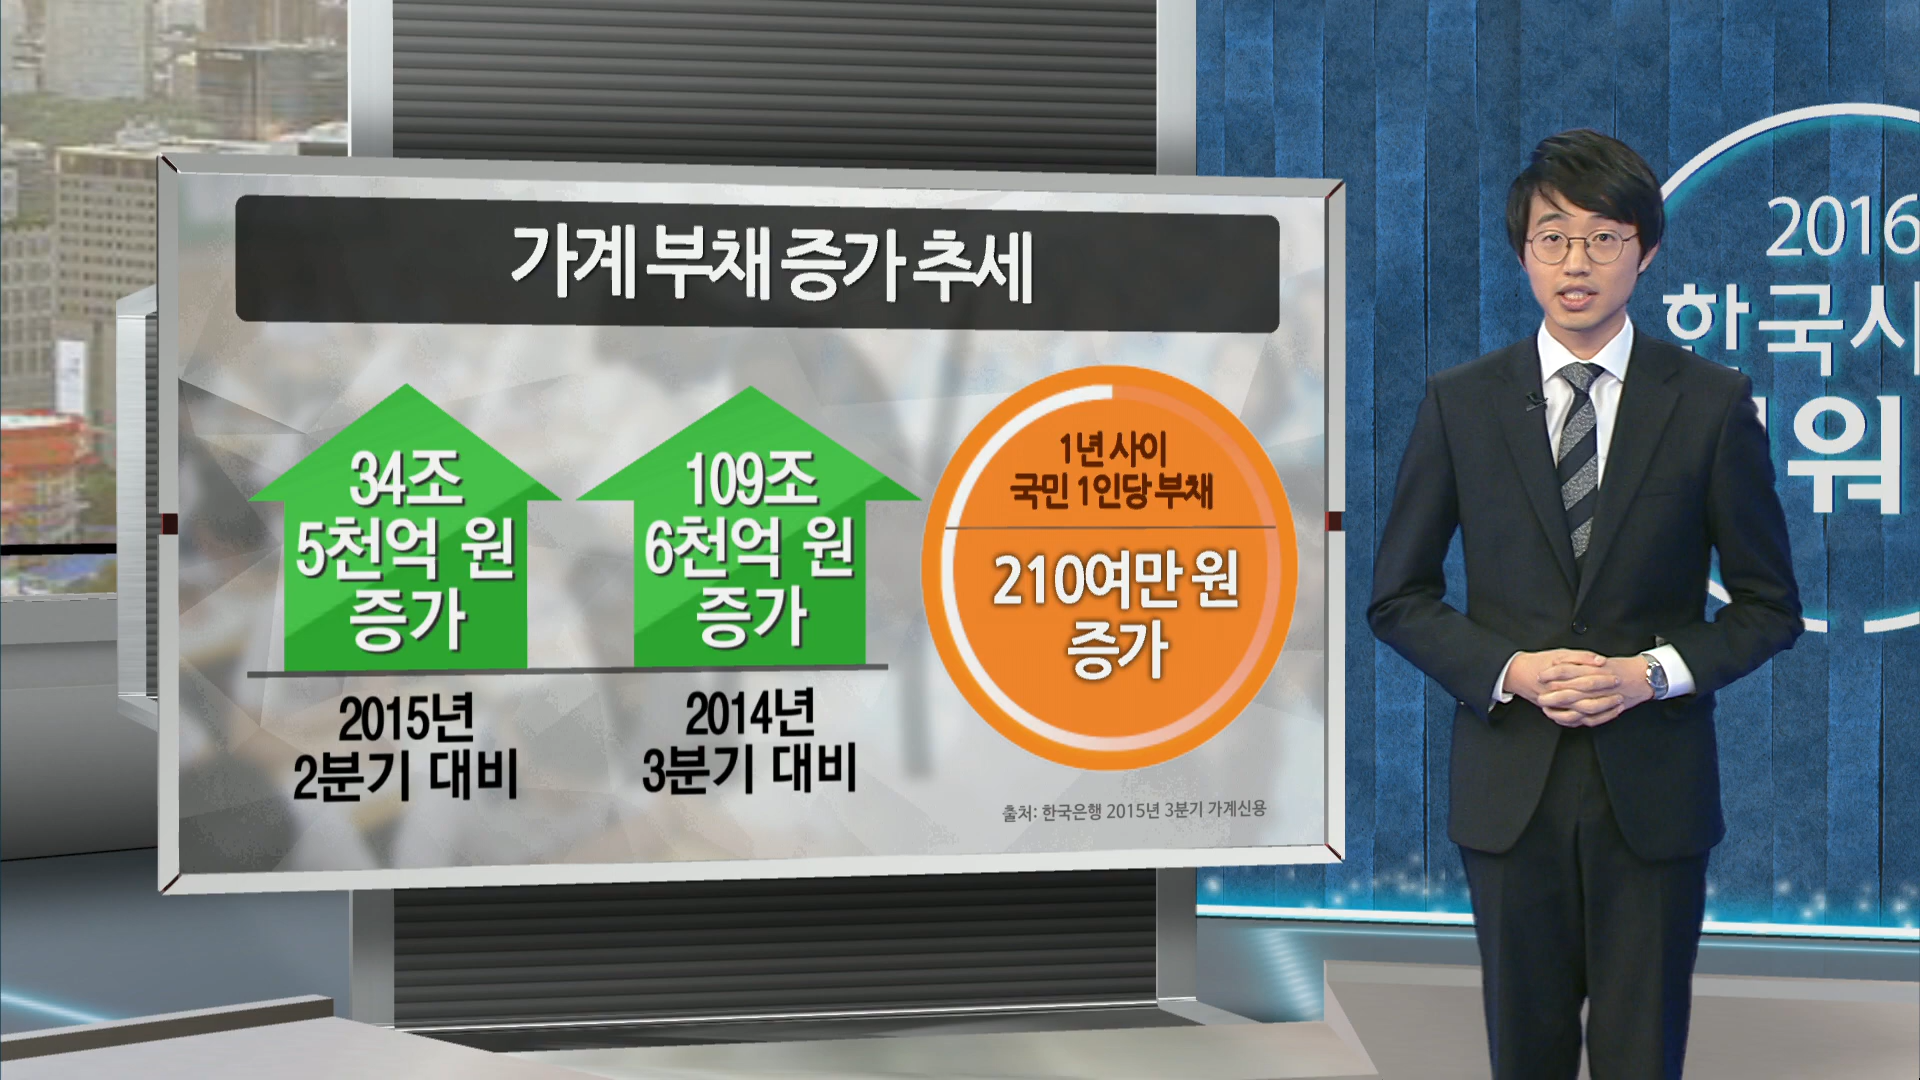 가계 부채 증가 추세
34조
5천억 원
증가
2015년
2분기 대비
109조
6천억 원
증가
2014년
3분기 대비
1년 사이
국민 1인당 부채
210여만 원
증가
출처: 한국은행 2015년 3분기 가계신용
2016
한국사